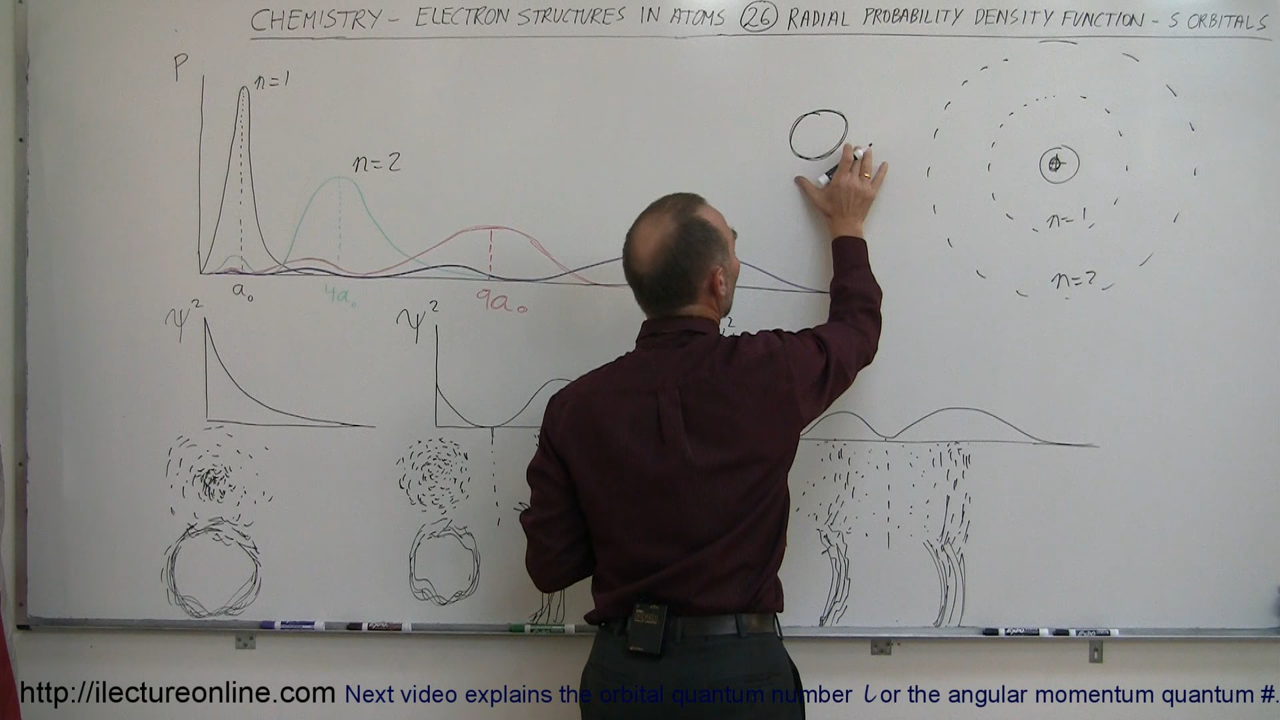 CHEMISTRY - ELECTRON STRUCTURES IN ATOMS 26 RADIAL PROBABILITY DENSITY FUNCTION - S ORBITALS
P
n=1
n=2
n=1
n=2
a₀
4a₀
9a₀
ψ²
ψ²
2
http://ilectureonline.com Next video explains the orbital quantum number l or the angular momentum quantum #.